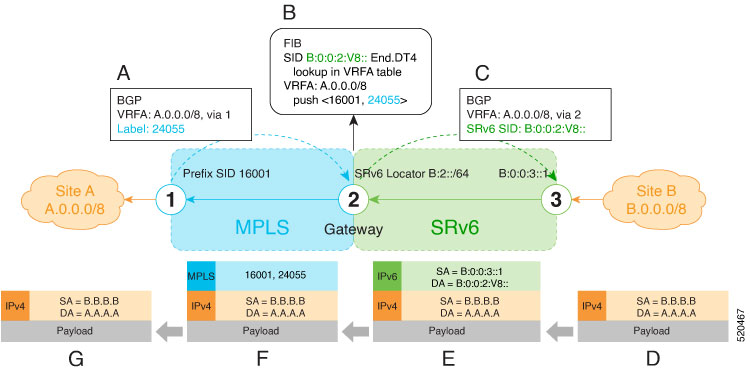 B
FIB
SID B:0:0:2:V8:: End.DT4
lookup in VRFA table
VRFA: A.0.0.0/8
push <16001, 24055>
A
BGP
VRFA: A.0.0.0/8, via 1
Label: 24055
C
BGP
VRFA: A.0.0.0/8, via 2
SRv6 SID: B:0:0:2:V8::
Site A
A.0.0.0/8
1
Prefix SID 16001
MPLS
2
Gateway
SRv6 Locator B:2::/64
B:0:0:3::1
SRv6
3
Site B
B.0.0.0/8
IPv4
SA = B.B.B.B
DA = A.A.A.A
Payload
G
MPLS
16001, 24055
IPv4
SA = B.B.B.B
DA = A.A.A.A
Payload
F
IPv6
SA = B:0:0:3::1
DA = B:0:0:2:V8::
IPv4
SA = B.B.B.B
DA = A.A.A.A
Payload
E
IPv4
SA = B.B.B.B
DA = A.A.A.A
Payload
D
520467